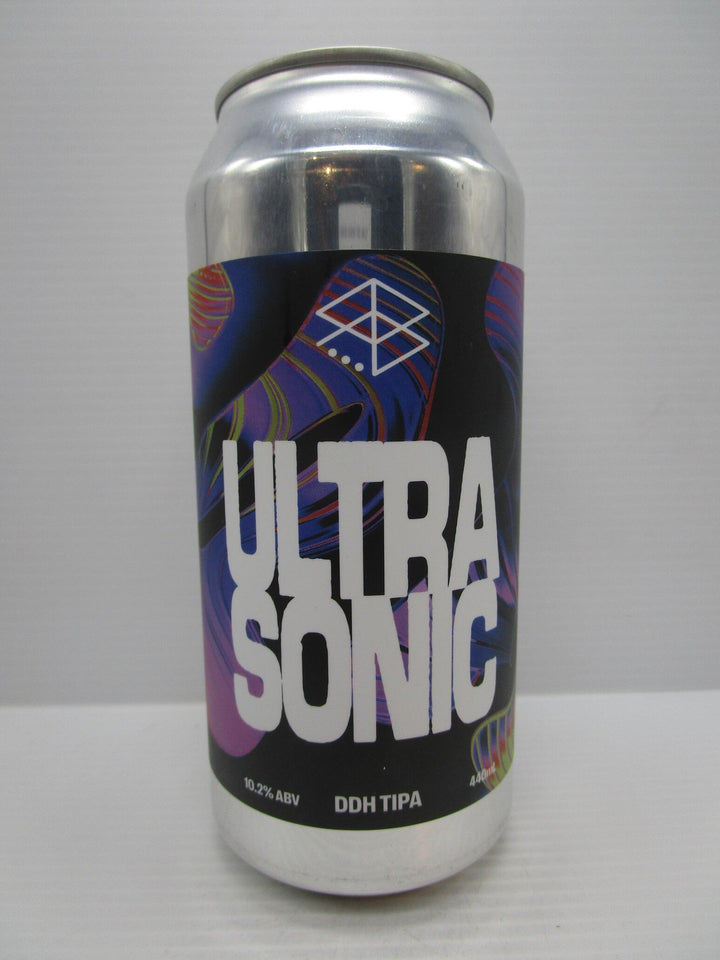 ULTRA
SONIC
10.2% ABV
DDH TIPA
440mL